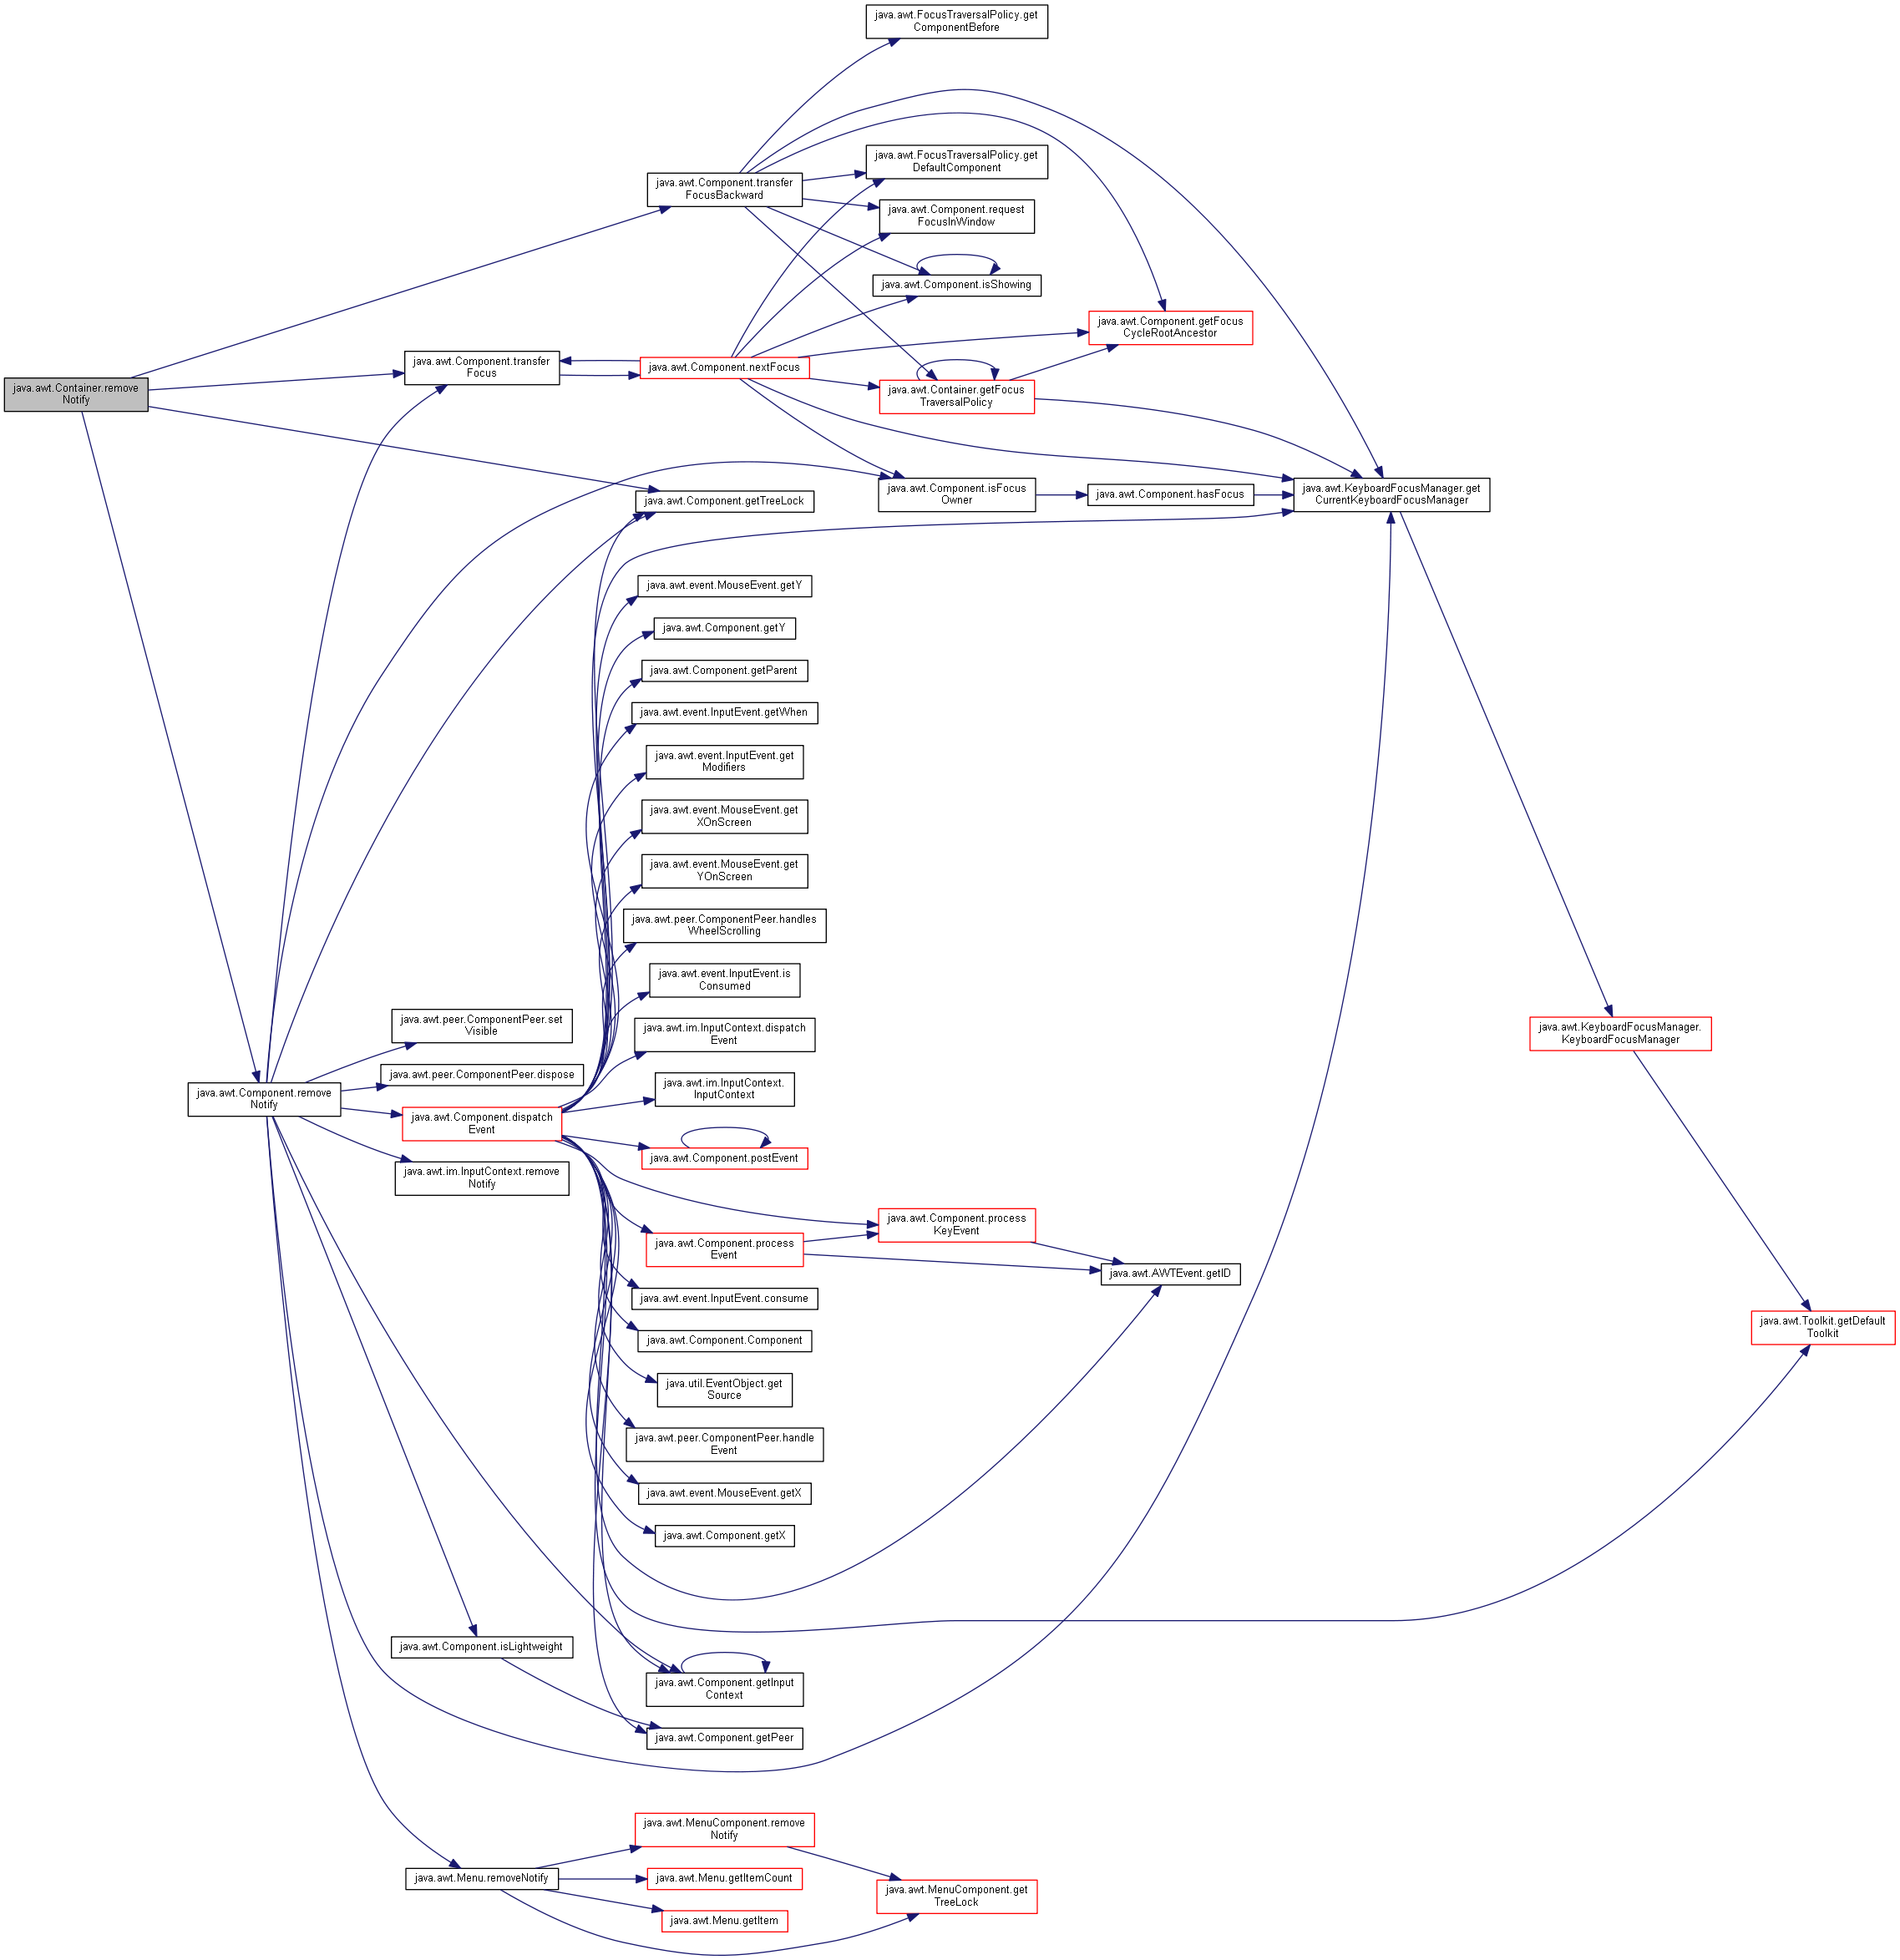 java.awt.FocusTraversalPolicy.get
ComponentBefore
java.awt.FocusTraversalPolicy.get
DefaultComponent
java.awt.Component.transfer
FocusBackward
java.awt.Component.request
FocusInWindow
java.awt.Component.isShowing
java.awt.Component.getFocus
CycleRootAncestor
java.awt.Container.remove
Notify
java.awt.Component.transfer
Focus
java.awt.Component.nextFocus
java.awt.Container.getFocus
TraversalPolicy
java.awt.Component.getTreeLock
java.awt.Component.isFocus
Owner
java.awt.Component.hasFocus
java.awt.KeyboardFocusManager.get
CurrentKeyboardFocusManager
java.awt.event.MouseEvent.getY
java.awt.Component.getY
java.awt.Component.getParent
java.awt.event.InputEvent.getWhen
java.awt.event.InputEvent.get
Modifiers
java.awt.event.MouseEvent.get
XOnScreen
java.awt.event.MouseEvent.get
YOnScreen
java.awt.peer.ComponentPeer.handles
WheelScrolling
java.awt.event.InputEvent.is
Consumed
java.awt.peer.ComponentPeer.set
Visible
java.awt.im.InputContext.dispatch
Event
java.awt.KeyboardFocusManager.
KeyboardFocusManager
java.awt.peer.ComponentPeer.dispose
java.awt.Component.remove
Notify
java.awt.im.InputContext.
InputContext
java.awt.Component.dispatch
Event
java.awt.Component.postEvent
java.awt.im.InputContext.remove
Notify
java.awt.Component.process
KeyEvent
java.awt.Component.process
Event
java.awt.AWTEvent.getID
java.awt.event.InputEvent.consume
java.awt.Component.Component
java.awt.Toolkit.getDefault
Toolkit
java.util.EventObject.get
Source
java.awt.peer.ComponentPeer.handle
Event
java.awt.event.MouseEvent.getX
java.awt.Component.getX
java.awt.Component.isLightweight
java.awt.Component.getInput
Context
java.awt.Component.getPeer
java.awt.MenuComponent.remove
Notify
java.awt.Menu.removeNotify
java.awt.Menu.getItemCount
java.awt.MenuComponent.get
TreeLock
java.awt.Menu.getItem